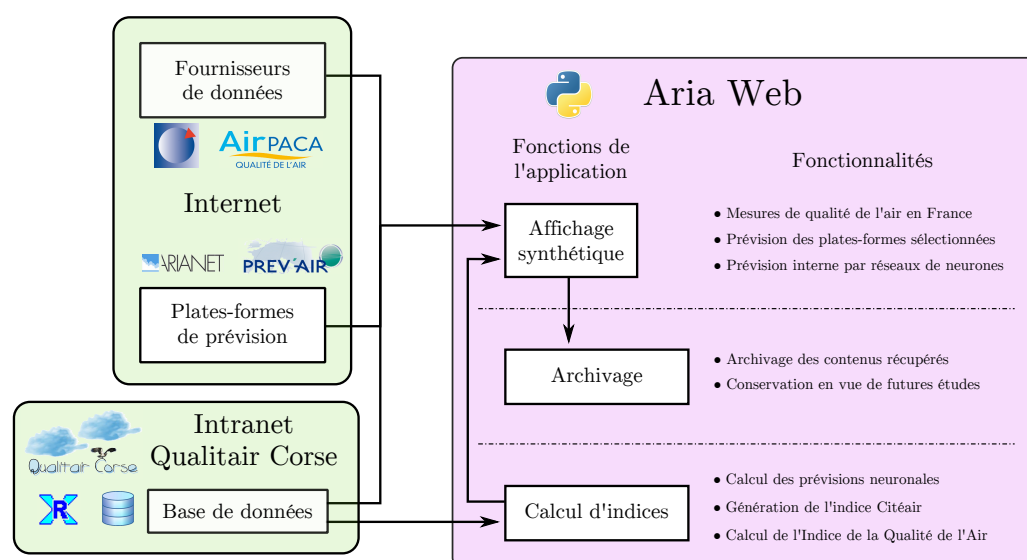 Fournisseurs
de données
AirPACA
QUALITÉ DE L'AIR
Internet
ARIANET
PREV'AIR
Plates-formes
de prévision
Intranet
Qualitair Corse
Qualitair Corse
XR
Base de données
Aria Web
Fonctions de
l'application
Fonctionnalités
Affichage
synthétique
• Mesures de qualité de l'air en France
• Prévision des plates-formes sélectionnées
• Prévision interne par réseaux de neurones
Archivage
• Archivage des contenus récupérés
• Conservation en vue de futures études
Calcul d'indices
• Calcul des prévisions neuronales
• Génération de l'indice Citéair
• Calcul de l'Indice de la Qualité de l'Air